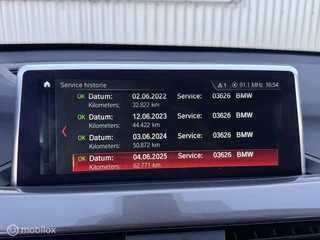 Service historie 1 91.1 MHz 16:54
OK Datum: 02.06.2022 Service: 03626 BMW
Kilometers: 32.822 km
OK Datum: 12.06.2023 Service: 03626 BMW
Kilometers: 44.422 km
OK Datum: 03.06.2024 Service: 03626 BMW
Kilometers: 50.872 km
OK Datum: 04.06.2025 Service: 03626 BMW
Kilometers: 62.771 km
mobilox